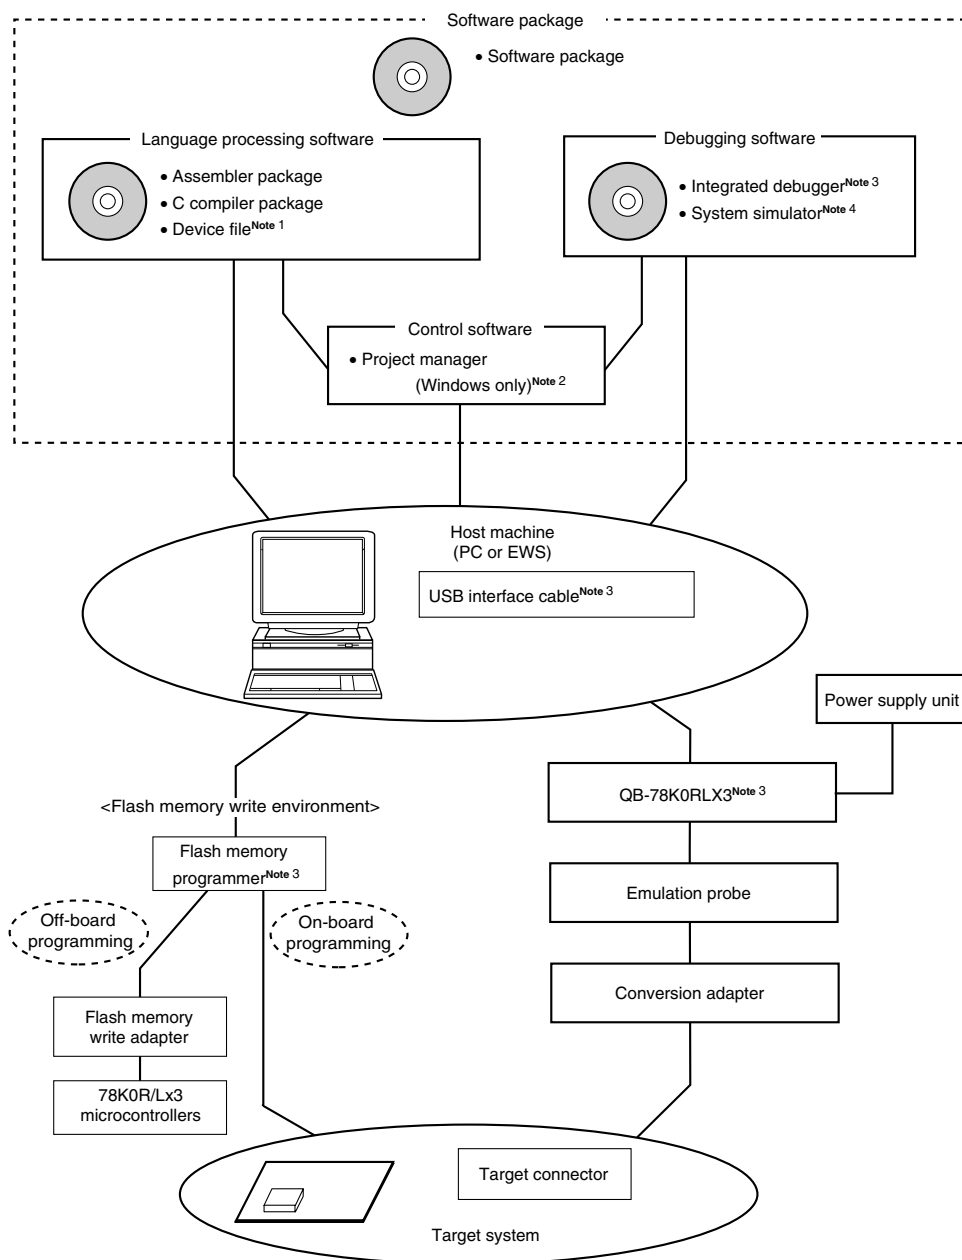 Software package
• Software package
Language processing software
• Assembler package
• C compiler package
• Device fileNote 1
Debugging software
• Integrated debuggerNote 3
• System simulatorNote 4
Control software
• Project manager
(Windows only)Note 2
Host machine
(PC or EWS)
USB interface cableNote 3
Power supply unit
QB-78K0RLX3Note 3
<Flash memory write environment>
Flash memory
programmerNote 3
Emulation probe
Off-board
programming
On-board
programming
Conversion adapter
Flash memory
write adapter
78K0R/Lx3
microcontrollers
Target connector
Target system